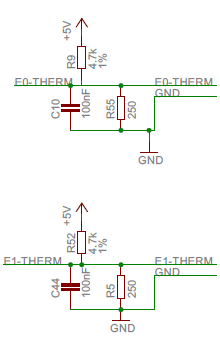 +5V
R9
4.7k
1%
E0-THERM
E0-THERM
GND
C10
100nF
R55
250
GND
+5V
R52
4.7k
1%
E1-THERM
E1-THERM
GND
C44
100nF
R5
250
GND